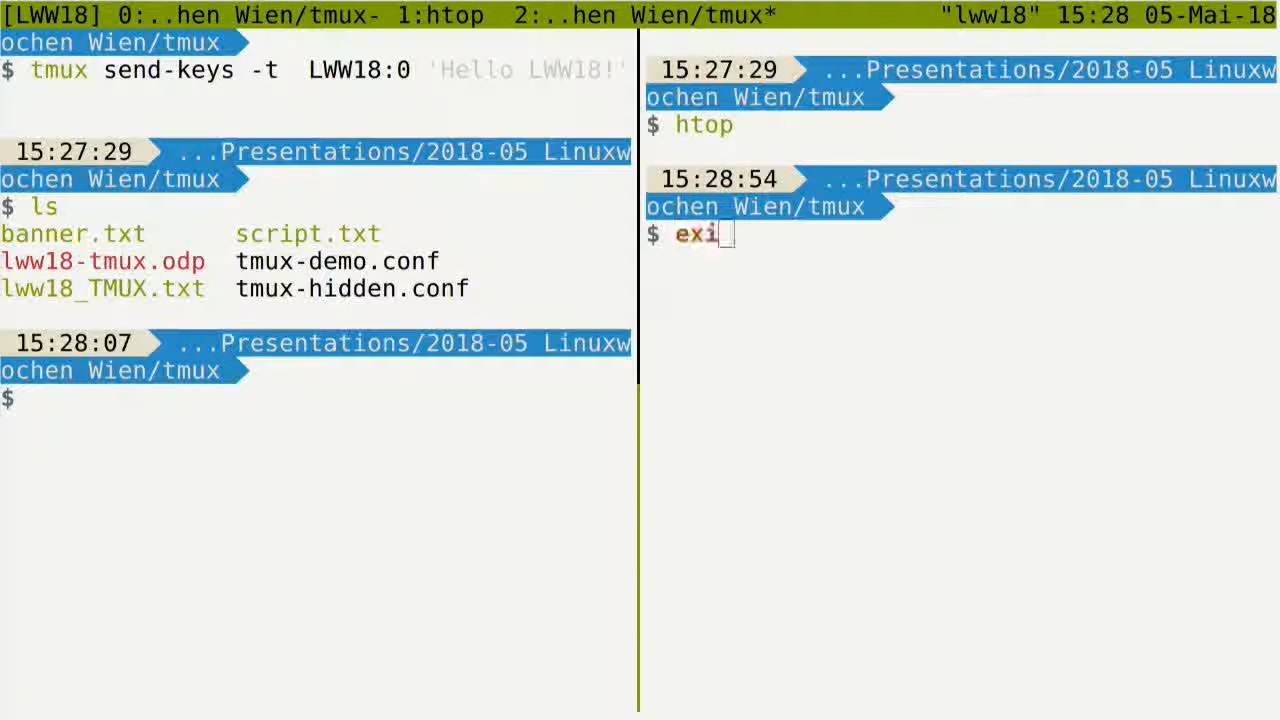 [LWW18] 0:..hen Wien/tmux- 1:htop  2:..hen Wien/tmux*           "lww18" 15:28 05-Mai-18
ochen Wien/tmux
$ tmux send-keys -t  LWW18:0 'Hello LWW18!'
15:27:29 ...Presentations/2018-05 Linuxw
ochen Wien/tmux
$ ls
banner.txt      script.txt
lww18-tmux.odp  tmux-demo.conf
lww18_TMUX.txt  tmux-hidden.conf
15:28:07 ...Presentations/2018-05 Linuxw
ochen Wien/tmux
$
15:27:29 ...Presentations/2018-05 Linuxw
ochen Wien/tmux
$ htop
15:28:54 ...Presentations/2018-05 Linuxw
ochen Wien/tmux
$ exi